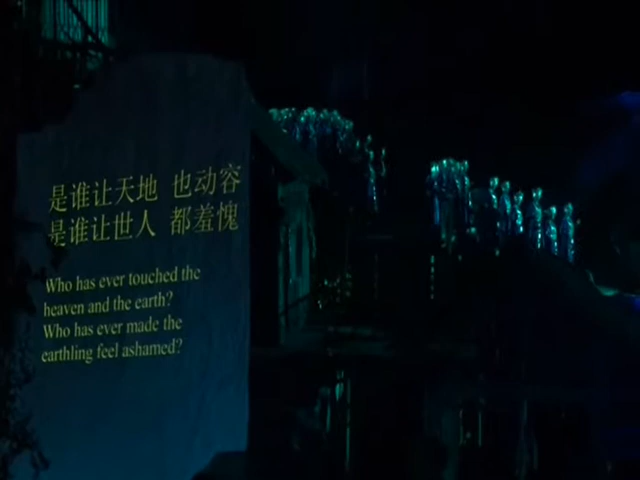 是谁让天地 也动容
是谁让世人 都羞愧
Who has ever touched the
heaven and the earth?
Who has ever made the
earthling feel ashamed?